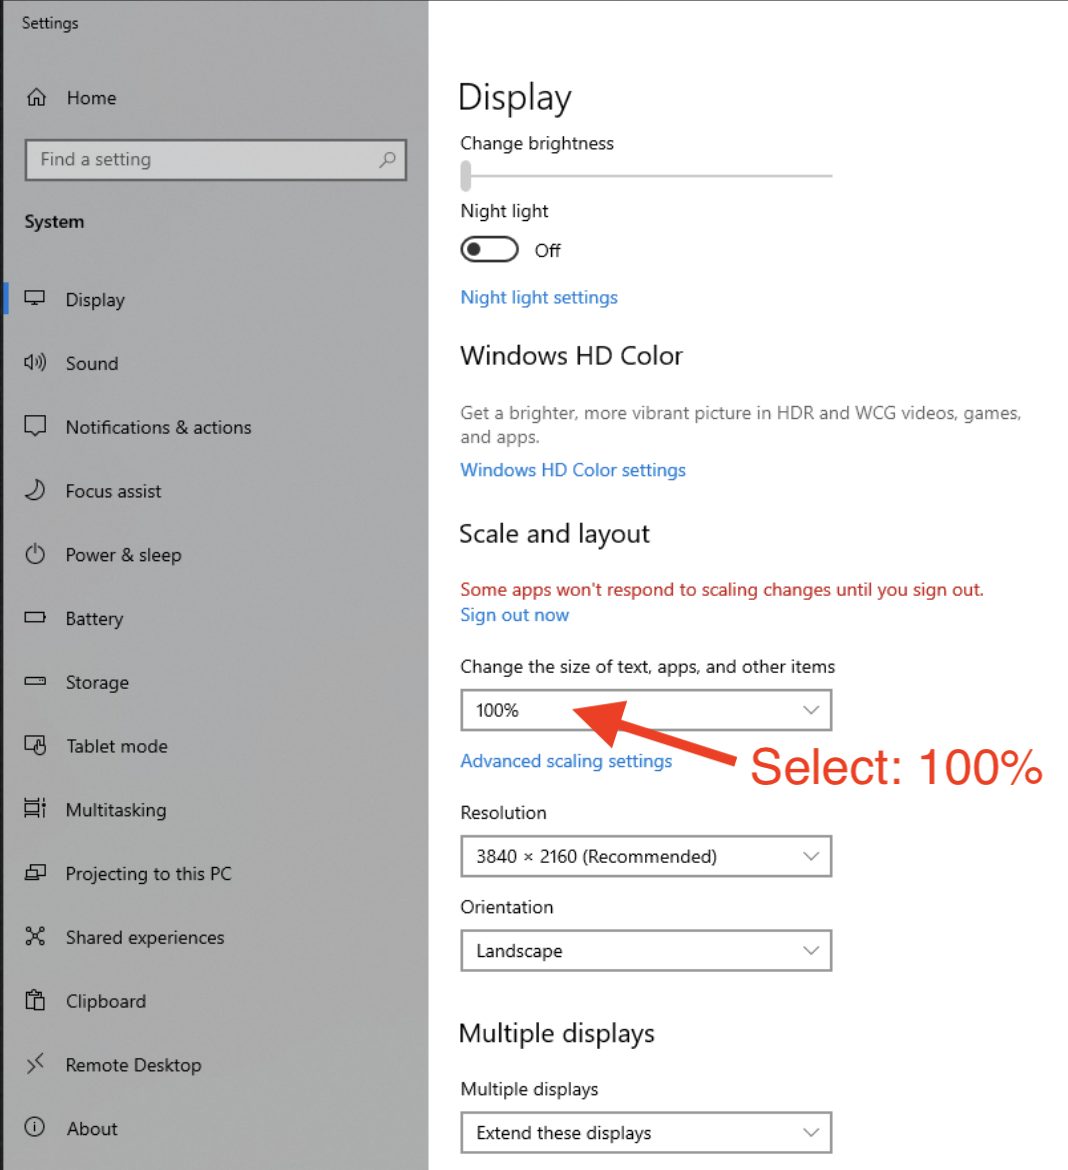 Settings
Home
Find a setting
System
Display
Sound
Notifications & actions
Focus assist
Power & sleep
Battery
Storage
Tablet mode
Multitasking
Projecting to this PC
Shared experiences
Clipboard
Remote Desktop
About
Display
Change brightness
Night light
Off
Night light settings
Windows HD Color
Get a brighter, more vibrant picture in HDR and WCG videos, games,
and apps.
Windows HD Color settings
Scale and layout
Some apps won't respond to scaling changes until you sign out.
Sign out now
Change the size of text, apps, and other items
100%
Select: 100%
Advanced scaling settings
Resolution
3840 × 2160 (Recommended)
Orientation
Landscape
Multiple displays
Multiple displays
Extend these displays